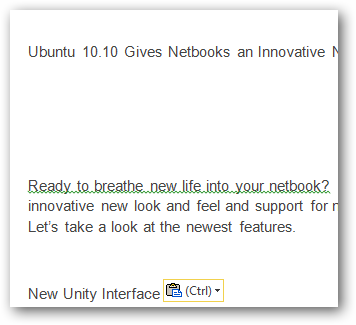 Ubuntu 10.10 Gives Netbooks an Innovative
Ready to breathe new life into your netbook?
innovative new look and feel and support for
Let's take a look at the newest features.
New Unity Interface (Ctrl)